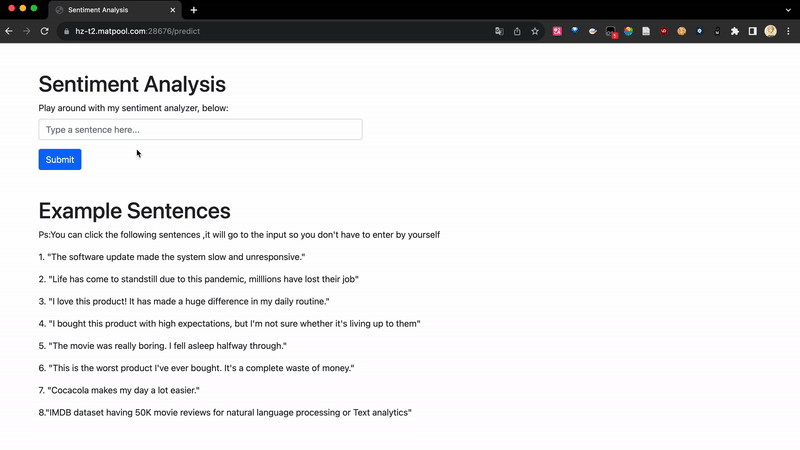 Sentiment Analysis
hz-t2.matpool.com:28676/predict
Sentiment Analysis
Play around with my sentiment analyzer, below:
Type a sentence here...
Submit
Example Sentences
Ps:You can click the following sentences ,it will go to the input so you don't have to enter by yourself
1. "The software update made the system slow and unresponsive."
2. "Life has come to standstill due to this pandemic, milllions have lost their job"
3. "I love this product! It has made a huge difference in my daily routine."
4. "I bought this product with high expectations, but I'm not sure whether it's living up to them"
5. "The movie was really boring. I fell asleep halfway through."
6. "This is the worst product I've ever bought. It's a complete waste of money."
7. "Cocacola makes my day a lot easier."
8."IMDB dataset having 50K movie reviews for natural language processing or Text analytics"